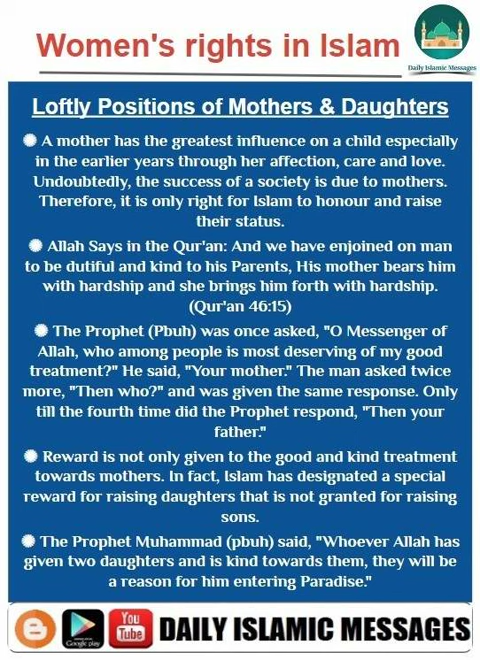 Women's rights in Islam
Daily Islamic Messages
Loftly Positions of Mothers & Daughters
A mother has the greatest influence on a child especially
in the earlier years through her affection, care and love.
Undoubtedly, the success of a society is due to mothers.
Therefore, it is only right for Islam to honour and raise
their status.
Allah Says in the Qur'an: And we have enjoined on man
to be dutiful and kind to his Parents, His mother bears him
with hardship and she brings him forth with hardship.
(Qur'an 46:15)
The Prophet (Pbuh) was once asked, "O Messenger of
Allah, who among people is most deserving of my good
treatment?" He said, "Your mother." The man asked twice
more, "Then who?" and was given the same response. Only
till the fourth time did the Prophet respond, "Then your
father."
Reward is not only given to the good and kind treatment
towards mothers. In fact, Islam has designated a special
reward for raising daughters that is not granted for raising
sons.
The Prophet Muhammad (pbuh) said, "Whoever Allah has
given two daughters and is kind towards them, they will be
a reason for him entering Paradise."
Google play
You
Tube
DAILY ISLAMIC MESSAGES